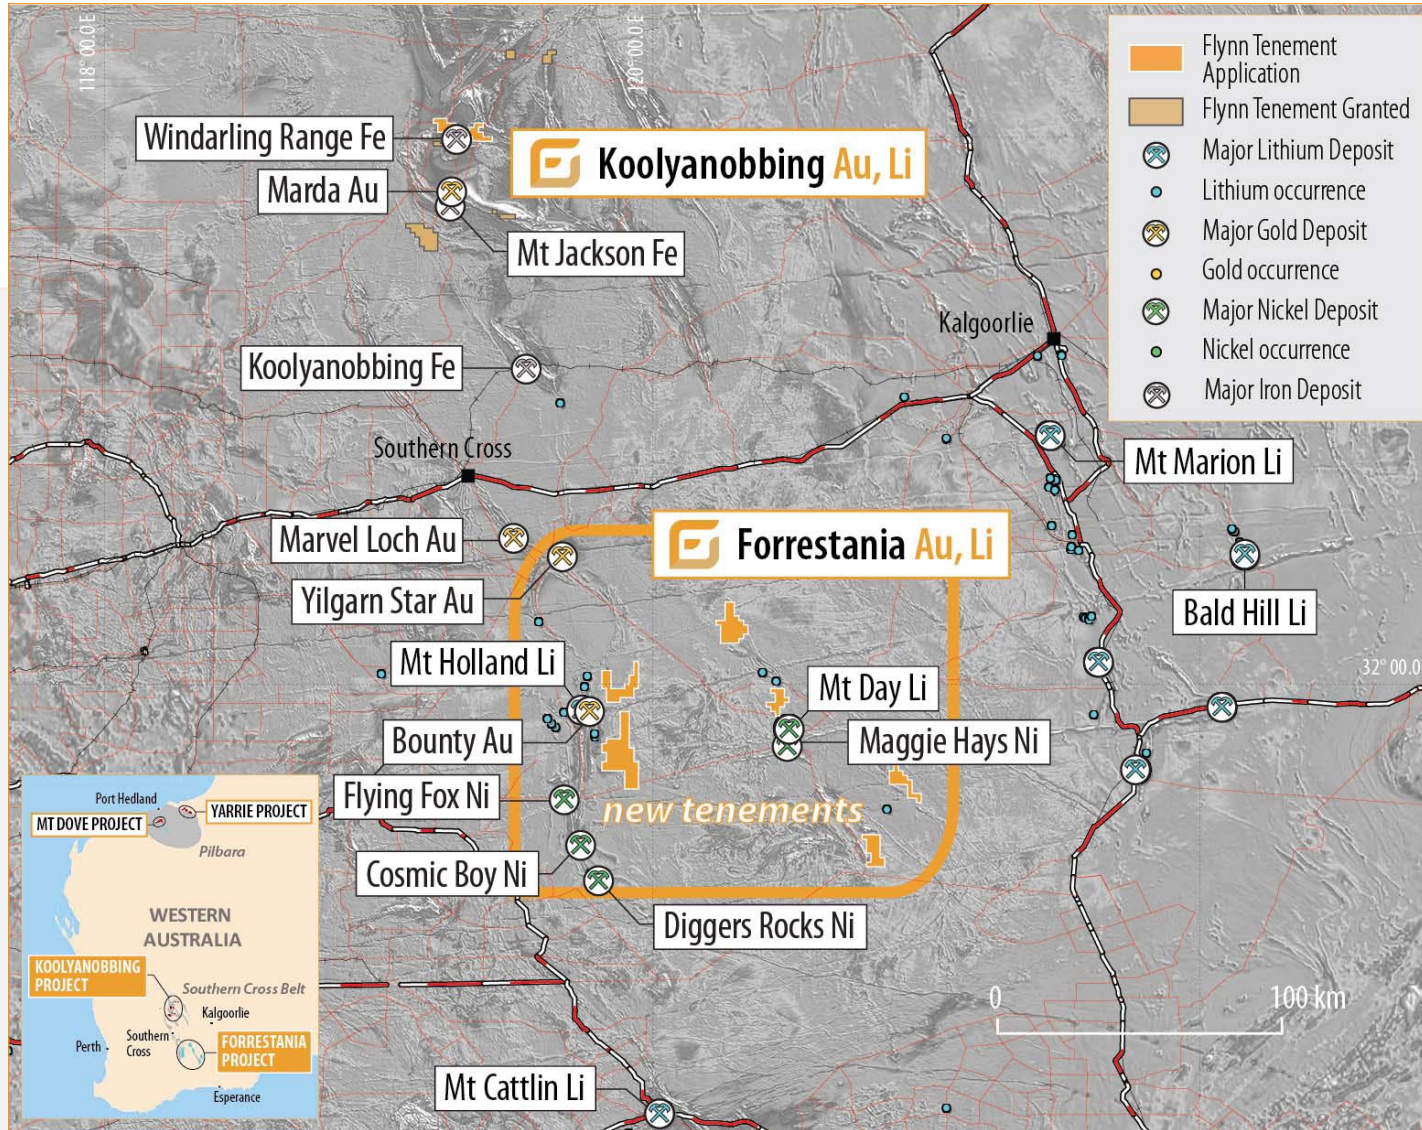 118° 00.0'E
120° 00.0'E
Flynn Tenement
Application
Flynn Tenement Granted
Major Lithium Deposit
Lithium occurrence
Major Gold Deposit
Gold occurrence
Major Nickel Deposit
Nickel occurrence
Major Iron Deposit
Windarling Range Fe
Koolyanobbing Au, Li
Marda Au
Mt Jackson Fe
Kalgoorlie
Koolyanobbing Fe
Southern Cross
Mt Marion Li
Marvel Loch Au
Forrestania Au, Li
Yilgarn Star Au
Bald Hill Li
Mt Holland Li
32° 00.0
Mt Day Li
Bounty Au
Maggie Hays Ni
Flying Fox Ni
new tenements
Cosmic Boy Ni
Diggers Rocks Ni
0 100 km
Mt Cattlin Li
Port Hedland
YARRIE PROJECT
MT DOVE PROJECT
Pilbara
WESTERN
AUSTRALIA
KOOLYANOBBING
PROJECT
Southern Cross Belt
Kalgoorlie
Southern
Cross
Perth
FORRESTANIA
PROJECT
Esperance